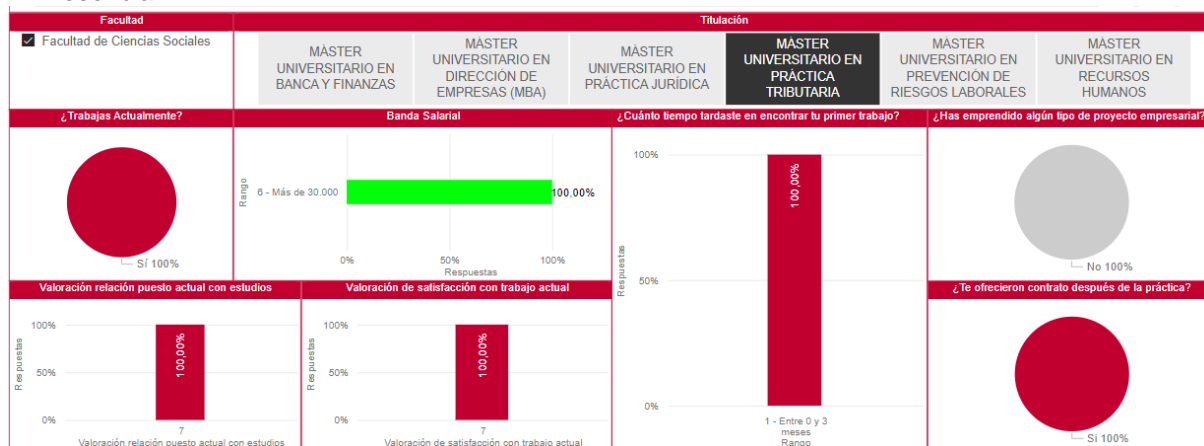 Facultad
Titulación
Facultad de Ciencias Sociales
MÁSTER
UNIVERSITARIO EN
BANCA Y FINANZAS
MÁSTER
UNIVERSITARIO EN
DIRECCIÓN DE
EMPRESAS (MBA)
MÁSTER
UNIVERSITARIO EN
PRÁCTICA JURÍDICA
MÁSTER
UNIVERSITARIO EN
PRÁCTICA
TRIBUTARIA
MÁSTER
UNIVERSITARIO EN
PREVENCIÓN DE
RIESGOS LABORALES
MÁSTER
UNIVERSITARIO EN
RECURSOS
HUMANOS
¿Trabajas Actualmente?
Sí 100%
Banda Salarial
Rango
6 - Más de 30.000
100,00%
0%
50%
100%
Respuestas
¿Cuánto tiempo tardaste en encontrar tu primer trabajo?
Respuestas
100%
50%
0%
100,00%
1 - Entre 0 y 3
meses
Rango
¿Has emprendido algún tipo de proyecto empresarial?
No 100%
Valoración relación puesto actual con estudios
Respuestas
100%
50%
0%
100,00%
7
Valoración relación puesto actual con estudios
Valoración de satisfacción con trabajo actual
Respuestas
100%
50%
0%
100,00%
7
Valoración de satisfacción con trabajo actual
¿Te ofrecieron contrato después de la práctica?
Si 100%